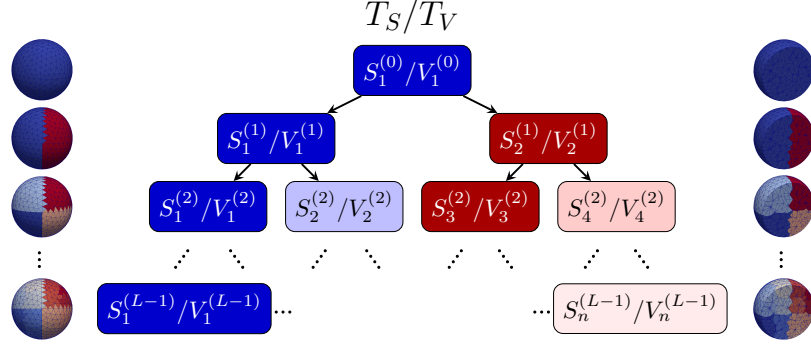 T_S/T_V
S_1^{(0)}/V_1^{(0)}
S_1^{(1)}/V_1^{(1)} S_2^{(1)}/V_2^{(1)}
S_1^{(2)}/V_1^{(2)} S_2^{(2)}/V_2^{(2)} S_3^{(2)}/V_3^{(2)} S_4^{(2)}/V_4^{(2)}
S_1^{(L-1)}/V_1^{(L-1)} ... ... S_n^{(L-1)}/V_n^{(L-1)}